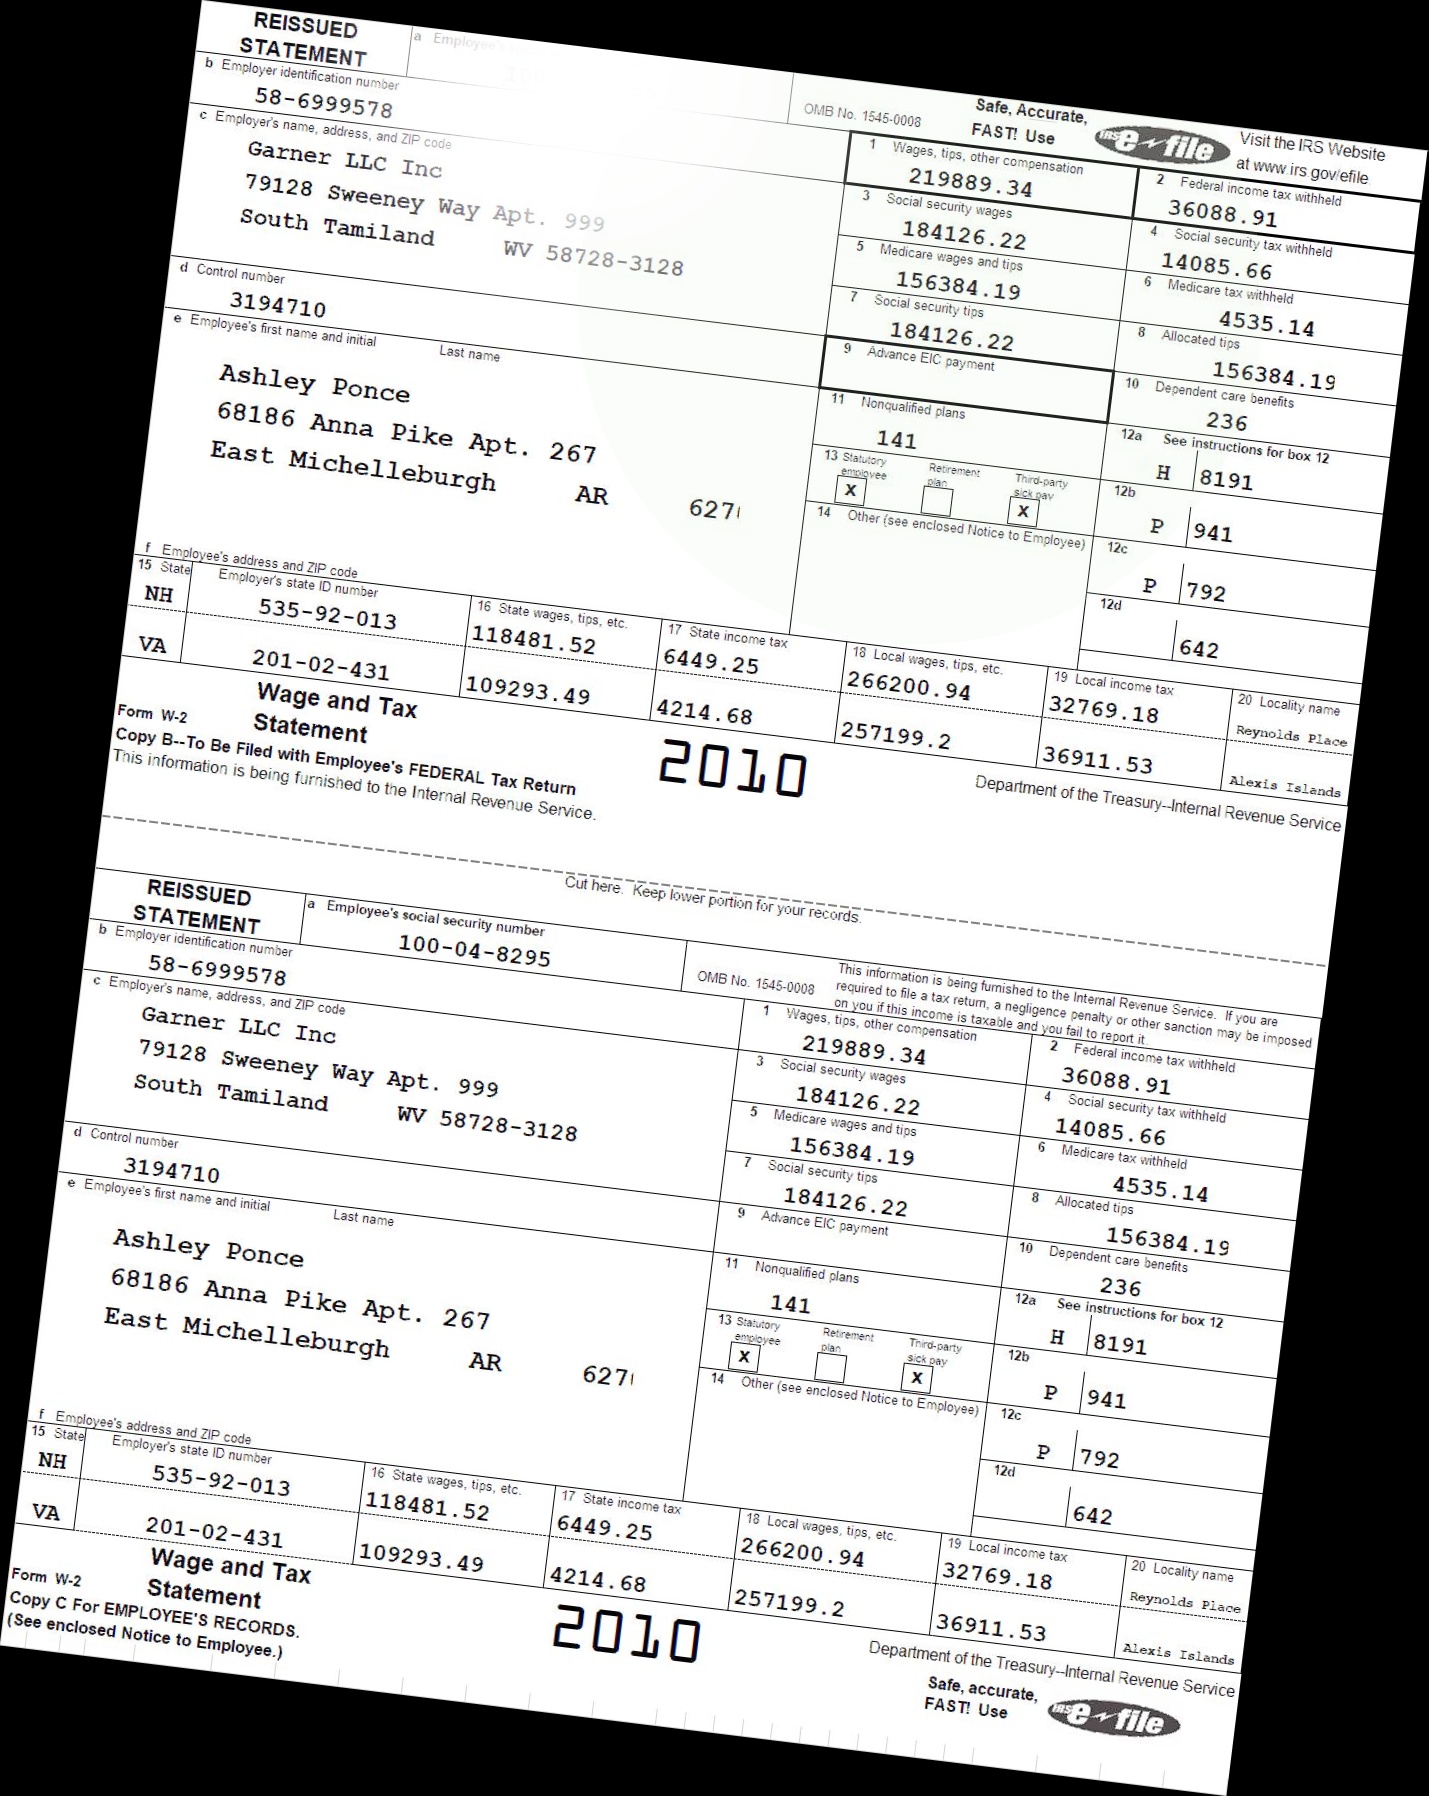 REISSUED
STATEMENT
a Employee's
b Employer identification number
58-6999578
c Employer's name, address, and ZIP code
Garner LLC Inc
79128 Sweeney Way Apt. 999
South Tamiland WV 58728-3128
d Control number
3194710
e Employee's first name and initial Last name
Ashley Ponce
68186 Anna Pike Apt. 267
East Michelleburgh AR 627
f Employee's address and ZIP code
OMB No. 1545-0008
Safe, Accurate,
FAST! Use
IRS e-file
Visit the IRS Website
at www.irs.gov/efile.
1 Wages, tips, other compensation
219889.34
2 Federal income tax withheld
36088.91
3 Social security wages
184126.22
4 Social security tax withheld
14085.66
5 Medicare wages and tips
156384.19
6 Medicare tax withheld
4535.14
7 Social security tips
184126.22
8 Allocated tips
156384.19
9 Advance EIC payment
10 Dependent care benefits
236
11 Nonqualified plans
141
12a See instructions for box 12
H 8191
13 Statutory employee Retirement plan Third-party sick pay
X X
12b
P 941
14 Other (see enclosed Notice to Employee)
12c
P 792
12d
642
15 State Employer's state ID number
16 State wages, tips, etc.
17 State income tax
18 Local wages, tips, etc.
19 Local income tax
20 Locality name
NH 535-92-013 118481.52 6449.25 266200.94 32769.18 Reynolds Place
VA 201-02-431 109293.49 4214.68 257199.2 36911.53 Alexis Islands
Form W-2
Wage and Tax
Statement
2010
Department of the Treasury--Internal Revenue Service
Copy B--To Be Filed with Employee's FEDERAL Tax Return
This information is being furnished to the Internal Revenue Service.
Cut here. Keep lower portion for your records.
REISSUED
STATEMENT
a Employee's social security number
100-04-8295
b Employer identification number
58-6999578
c Employer's name, address, and ZIP code
Garner LLC Inc
79128 Sweeney Way Apt. 999
South Tamiland WV 58728-3128
d Control number
3194710
e Employee's first name and initial Last name
Ashley Ponce
68186 Anna Pike Apt. 267
East Michelleburgh AR 627
f Employee's address and ZIP code
OMB No. 1545-0008
This information is being furnished to the Internal Revenue Service. If you are
required to file a tax return, a negligence penalty or other sanction may be imposed
on you if this income is taxable and you fail to report it.
1 Wages, tips, other compensation
219889.34
2 Federal income tax withheld
36088.91
3 Social security wages
184126.22
4 Social security tax withheld
14085.66
5 Medicare wages and tips
156384.19
6 Medicare tax withheld
4535.14
7 Social security tips
184126.22
8 Allocated tips
156384.19
9 Advance EIC payment
10 Dependent care benefits
236
11 Nonqualified plans
141
12a See instructions for box 12
H 8191
13 Statutory employee Retirement plan Third-party sick pay
X X
12b
P 941
14 Other (see enclosed Notice to Employee)
12c
P 792
12d
642
15 State Employer's state ID number
16 State wages, tips, etc.
17 State income tax
18 Local wages, tips, etc.
19 Local income tax
20 Locality name
NH 535-92-013 118481.52 6449.25 266200.94 32769.18 Reynolds Place
VA 201-02-431 109293.49 4214.68 257199.2 36911.53 Alexis Islands
Form W-2
Wage and Tax
Statement
2010
Department of the Treasury--Internal Revenue Service
Copy C For EMPLOYEE'S RECORDS.
(See enclosed Notice to Employee.)
Safe, accurate,
FAST! Use
IRS e-file